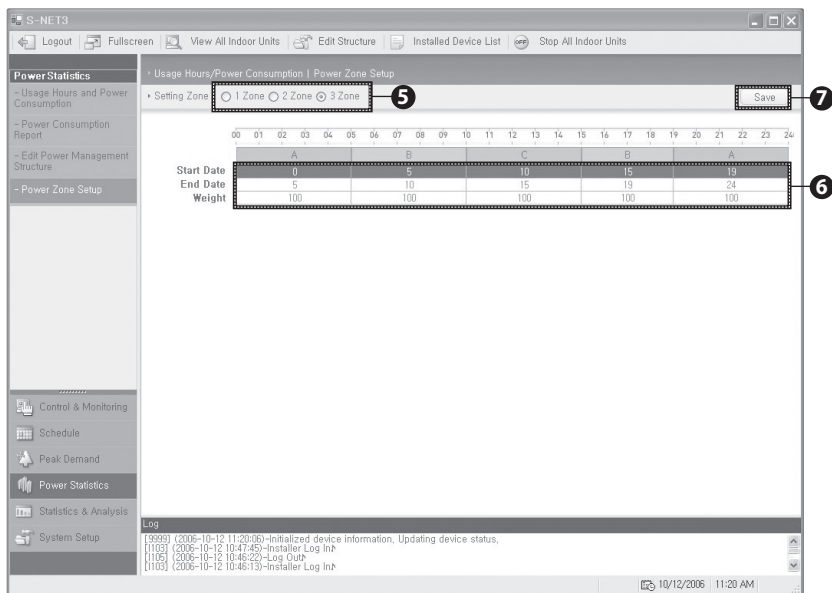 S-NET3
Logout Fullscreen View All Indoor Units Edit Structure Installed Device List OFF Stop All Indoor Units
Power Statistics
- Usage Hours and Power
Consumption
- Power Consumption
Report
- Edit Power Management
Structure
- Power Zone Setup
Usage Hours/Power Consumption | Power Zone Setup
Setting Zone 1 Zone 2 Zone 3 Zone 5 Save 7
00 01 02 03 04 05 06 07 08 09 10 11 12 13 14 15 16 17 18 19 20 21 22 23 24
A B C B A
Start Date 0 5 10 15 19
End Date 5 10 15 19 24
Weight 100 100 100 100 100
6
Control & Monitoring
Schedule
Peak Demand
Power Statistics
Statistics & Analysis
System Setup
Log
[9999] (2006-10-12 11:20:06)-Initialized device information, Updating device status,
[1103] (2006-10-12 10:47:45)-Installer Log In
[1105] (2006-10-12 10:46:22)-Log Out
[1103] (2006-10-12 10:46:13)-Installer Log In
10/12/2006 11:20 AM